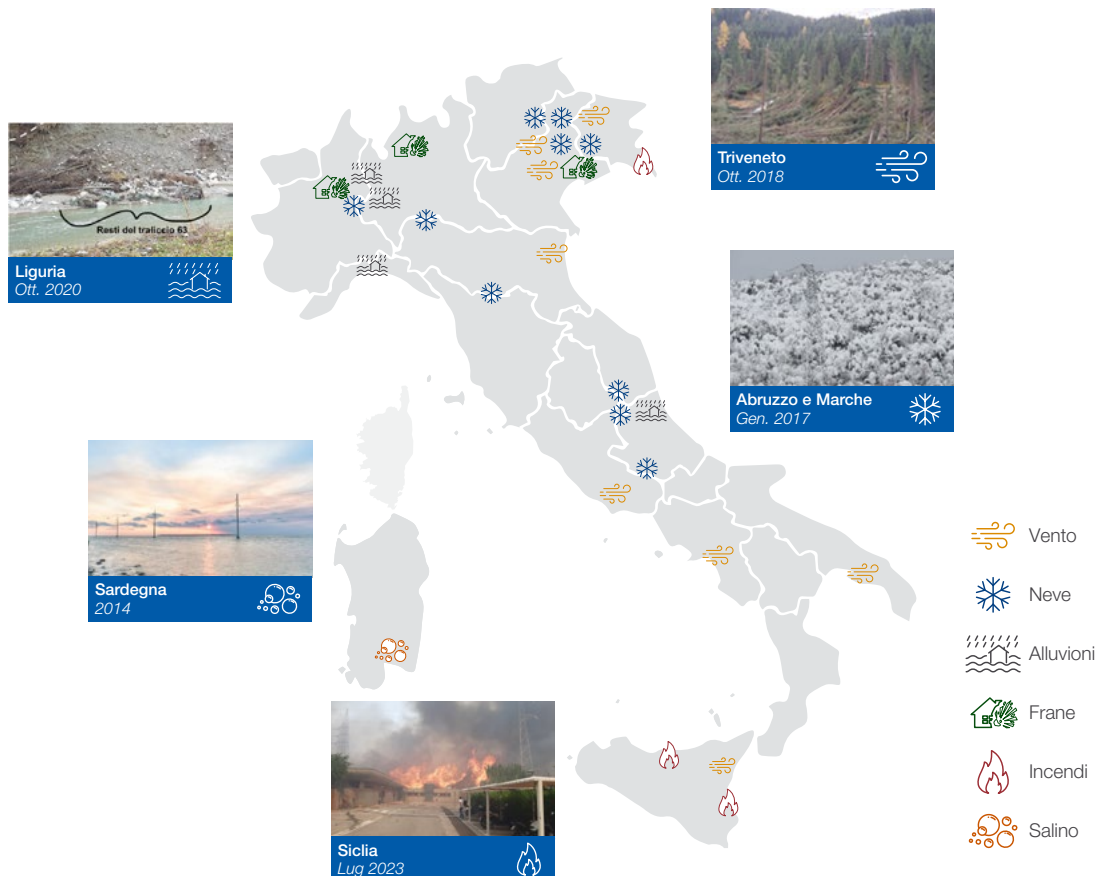 Triveneto
Ott. 2018
Resti del traliccio 63
Liguria
Ott. 2020
Abruzzo e Marche
Gen. 2017
Sardegna
2014
Siclia
Lug 2023
Vento
Neve
Alluvioni
Frane
Incendi
Salino